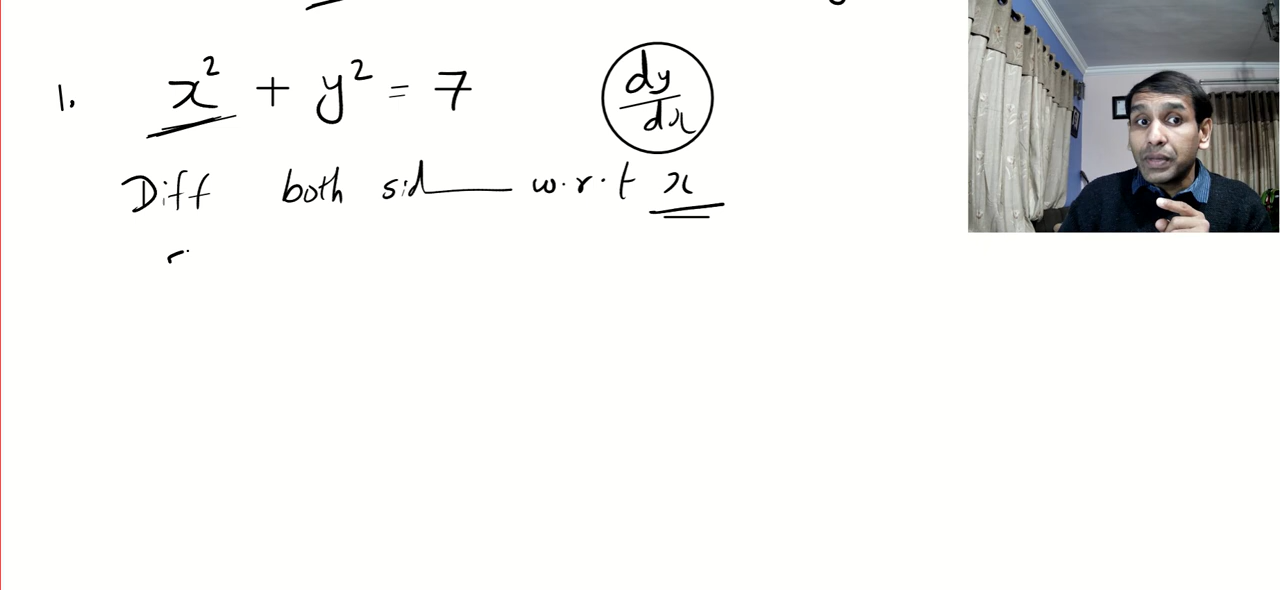 1. x² + y² = 7 dy/dx
Diff both sid w.r.t x